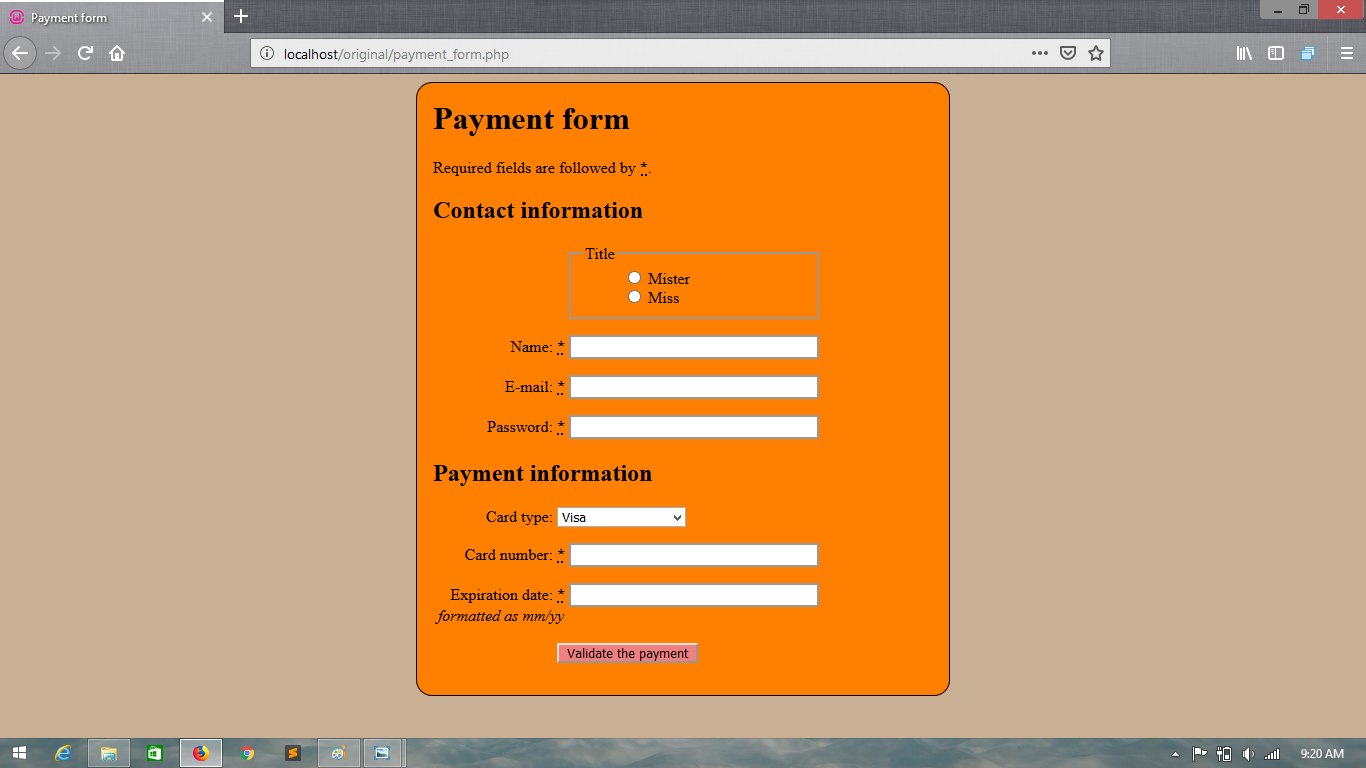 Payment form
localhost/original/payment_form.php
Payment form
Required fields are followed by *.
Contact information
Title
Mister
Miss
Name: *
E-mail: *
Password: *
Payment information
Card type: Visa
Card number: *
Expiration date: *
formatted as mm/yy
Validate the payment
9:20 AM